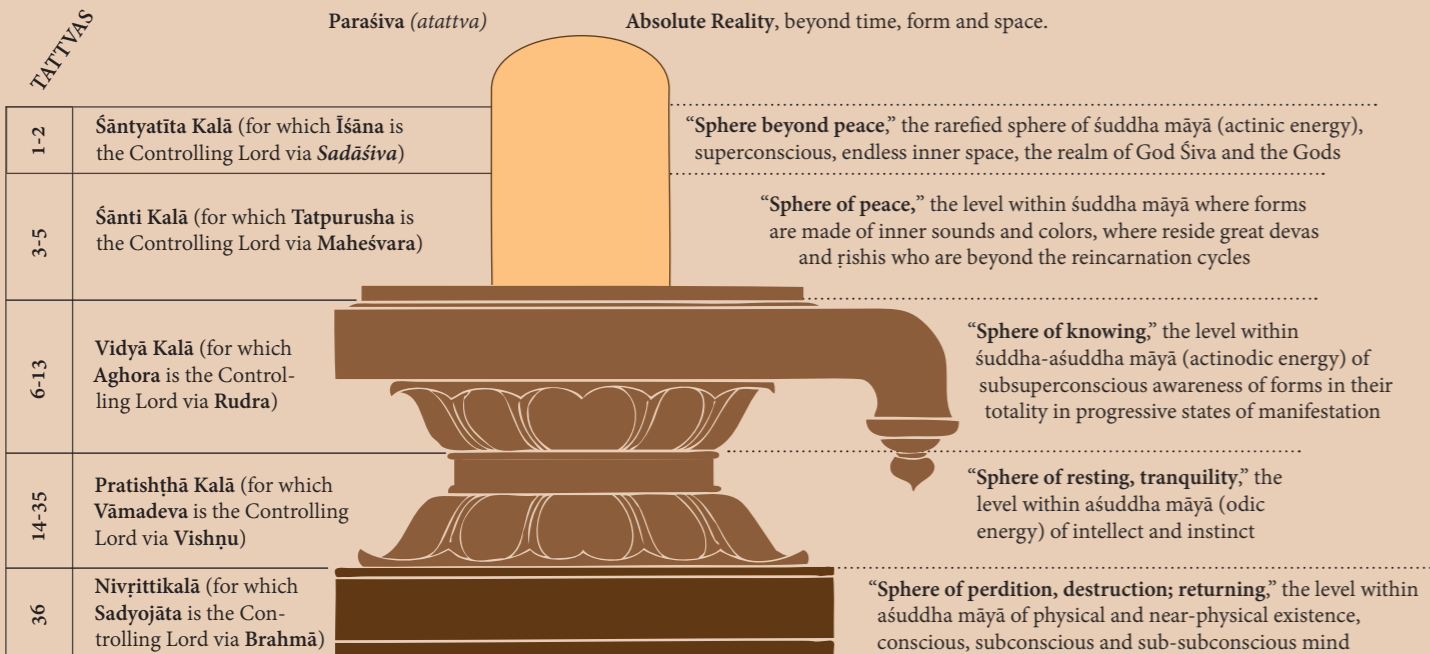 TATTVAS
Paraśiva (atattva)
Absolute Reality, beyond time, form and space.
1-2
Śāntyatīta Kalā (for which Īśāna is
the Controlling Lord via Sadāśiva)
“Sphere beyond peace,” the rarefied sphere of śuddha māyā (actinic energy),
superconscious, endless inner space, the realm of God Śiva and the Gods
3-5
Śānti Kalā (for which Tatpurusha is
the Controlling Lord via Maheśvara)
“Sphere of peace,” the level within śuddha māyā where forms
are made of inner sounds and colors, where reside great devas
and ṛishis who are beyond the reincarnation cycles
6-13
Vidyā Kalā (for which
Aghora is the Control-
ling Lord via Rudra)
“Sphere of knowing,” the level within
śuddha-aśuddha māyā (actinodic energy) of
subsuperconscious awareness of forms in their
totality in progressive states of manifestation
14-35
Pratishṭhā Kalā (for which
Vāmadeva is the Controlling
Lord via Vishṇu)
“Sphere of resting, tranquility,” the
level within aśuddha māyā (odic
energy) of intellect and instinct
36
Nivṛittikalā (for which
Sadyojāta is the Con-
trolling Lord via Brahmā)
“Sphere of perdition, destruction; returning,” the level within
aśuddha māyā of physical and near-physical existence,
conscious, subconscious and sub-subconscious mind